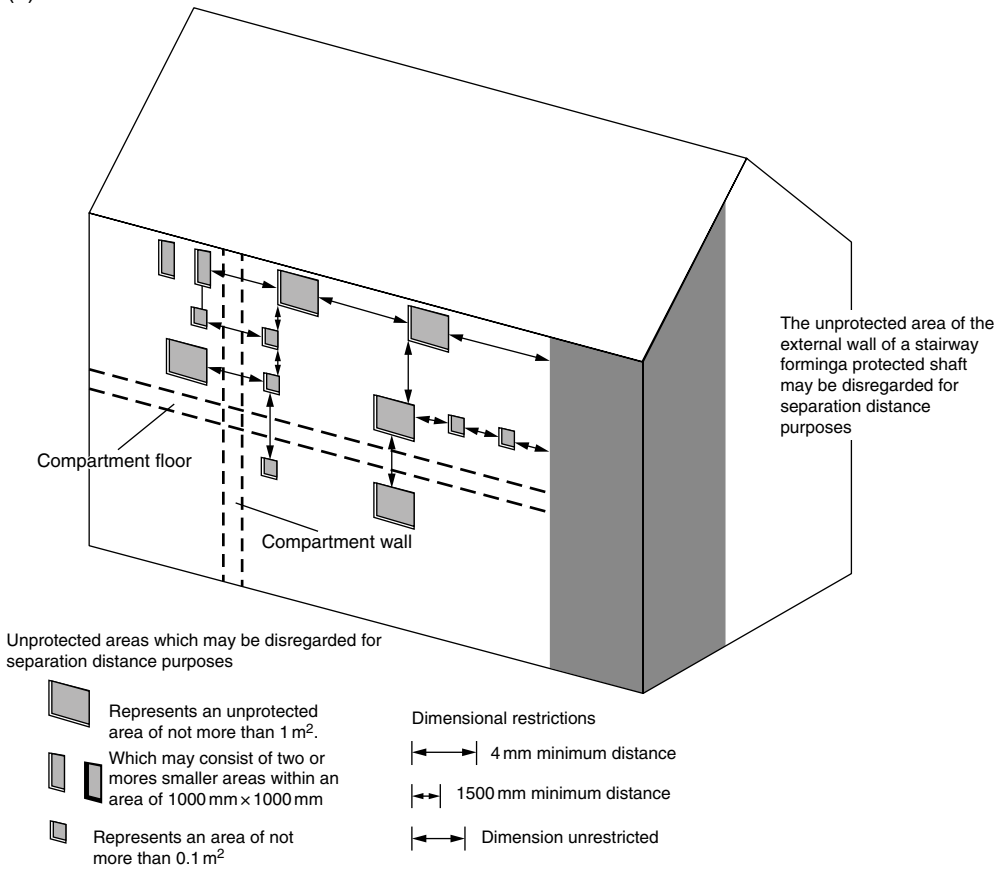 The unprotected area of the
external wall of a stairway
forminga protected shaft
may be disregarded for
separation distance
purposes
Compartment floor
Compartment wall
Unprotected areas which may be disregarded for
separation distance purposes
Represents an unprotected
area of not more than 1 m².
Which may consist of two or
mores smaller areas within an
area of 1000 mm × 1000 mm
Represents an area of not
more than 0.1 m²
Dimensional restrictions
4 mm minimum distance
1500 mm minimum distance
Dimension unrestricted